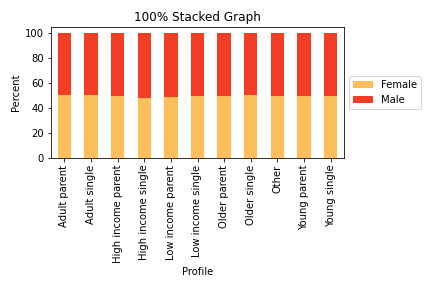 100% Stacked Graph
100
80
60
40
20
0
Percent
Female
Male
Adult parent
Adult single
High income parent
High income single
Low income parent
Low income single
Older parent
Older single
Other
Young parent
Young single
Profile